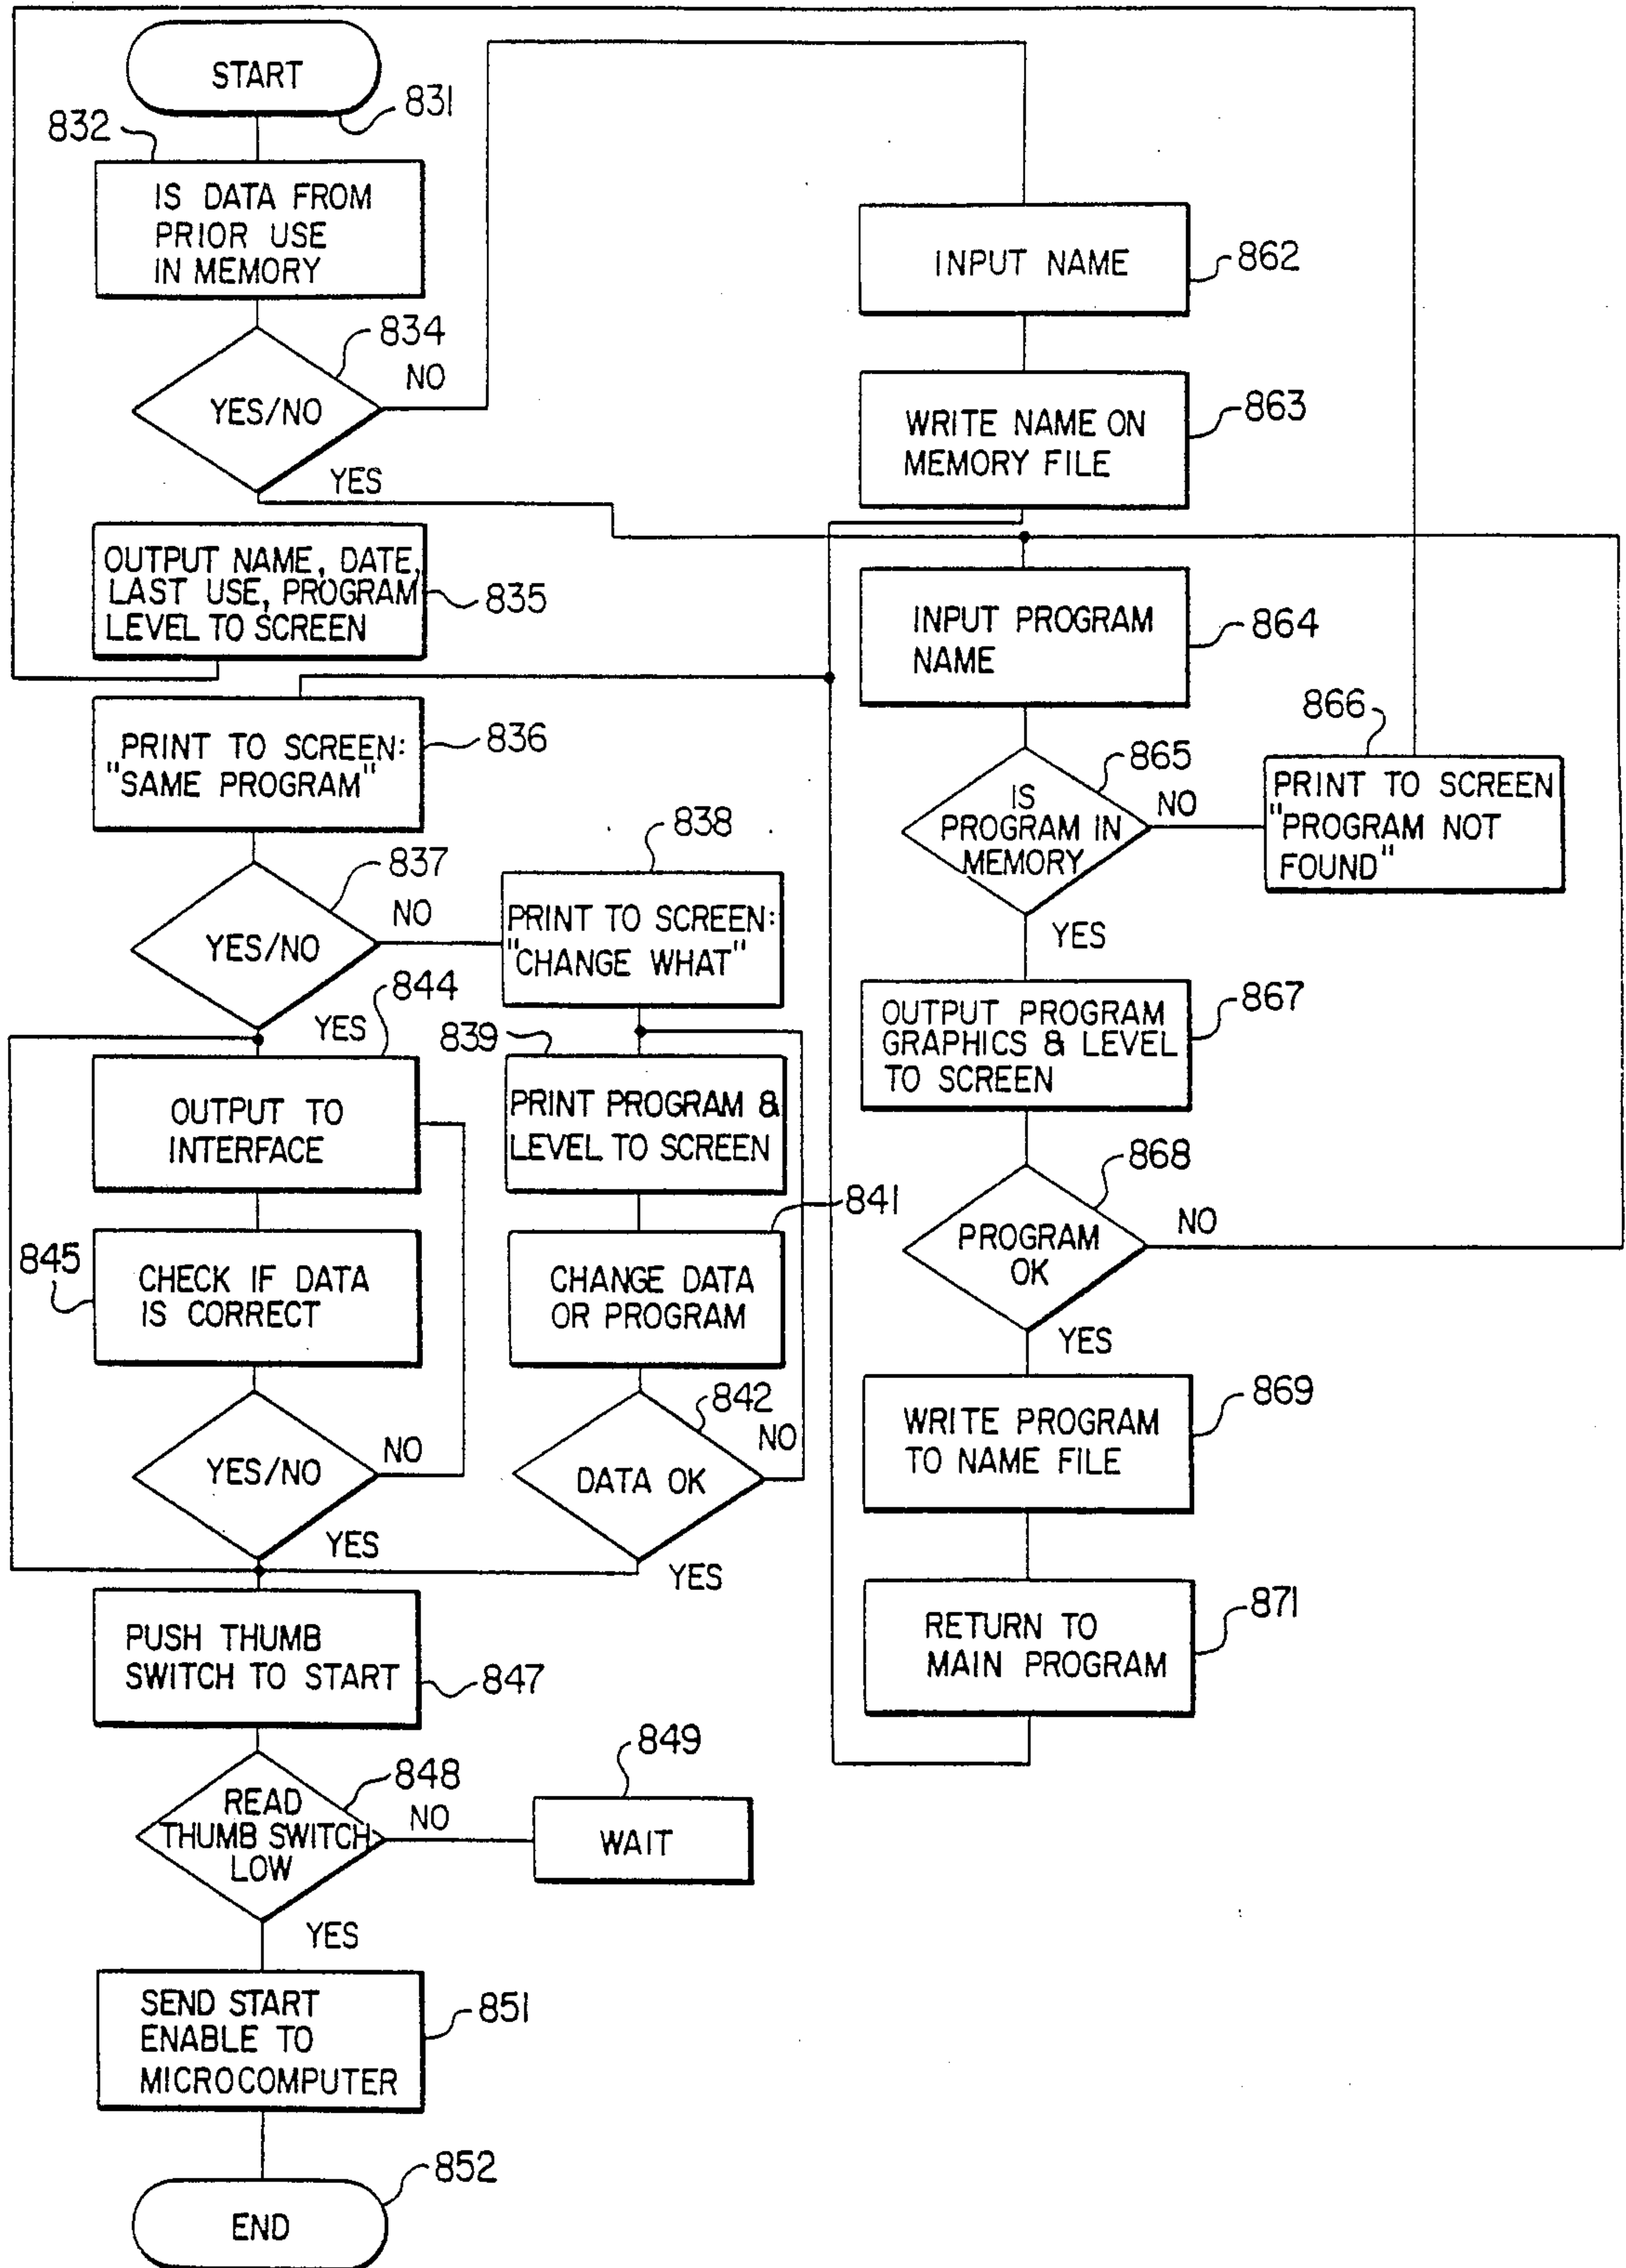 START
831
832
IS DATA FROM
PRIOR USE
IN MEMORY
834
YES/NO
NO
YES
OUTPUT NAME, DATE,
LAST USE, PROGRAM
LEVEL TO SCREEN
835
"PRINT TO SCREEN:
"SAME PROGRAM"
836
837
YES/NO
NO
YES
838
PRINT TO SCREEN:
"CHANGE WHAT"
844
OUTPUT TO
INTERFACE
839
PRINT PROGRAM &
LEVEL TO SCREEN
845
CHECK IF DATA
IS CORRECT
841
CHANGE DATA
OR PROGRAM
YES/NO
NO
YES
842
DATA OK
NO
YES
PUSH THUMB
SWITCH TO START
847
848
READ
THUMB SWITCH
LOW
NO
YES
849
WAIT
SEND START
ENABLE TO
MICROCOMPUTER
851
852
END
INPUT NAME
862
WRITE NAME ON
MEMORY FILE
863
INPUT PROGRAM
NAME
864
865
IS
PROGRAM IN
MEMORY
NO
YES
866
PRINT TO SCREEN
"PROGRAM NOT
FOUND"
OUTPUT PROGRAM
GRAPHICS & LEVEL
TO SCREEN
867
868
PROGRAM
OK
NO
YES
WRITE PROGRAM
TO NAME FILE
869
RETURN TO
MAIN PROGRAM
871